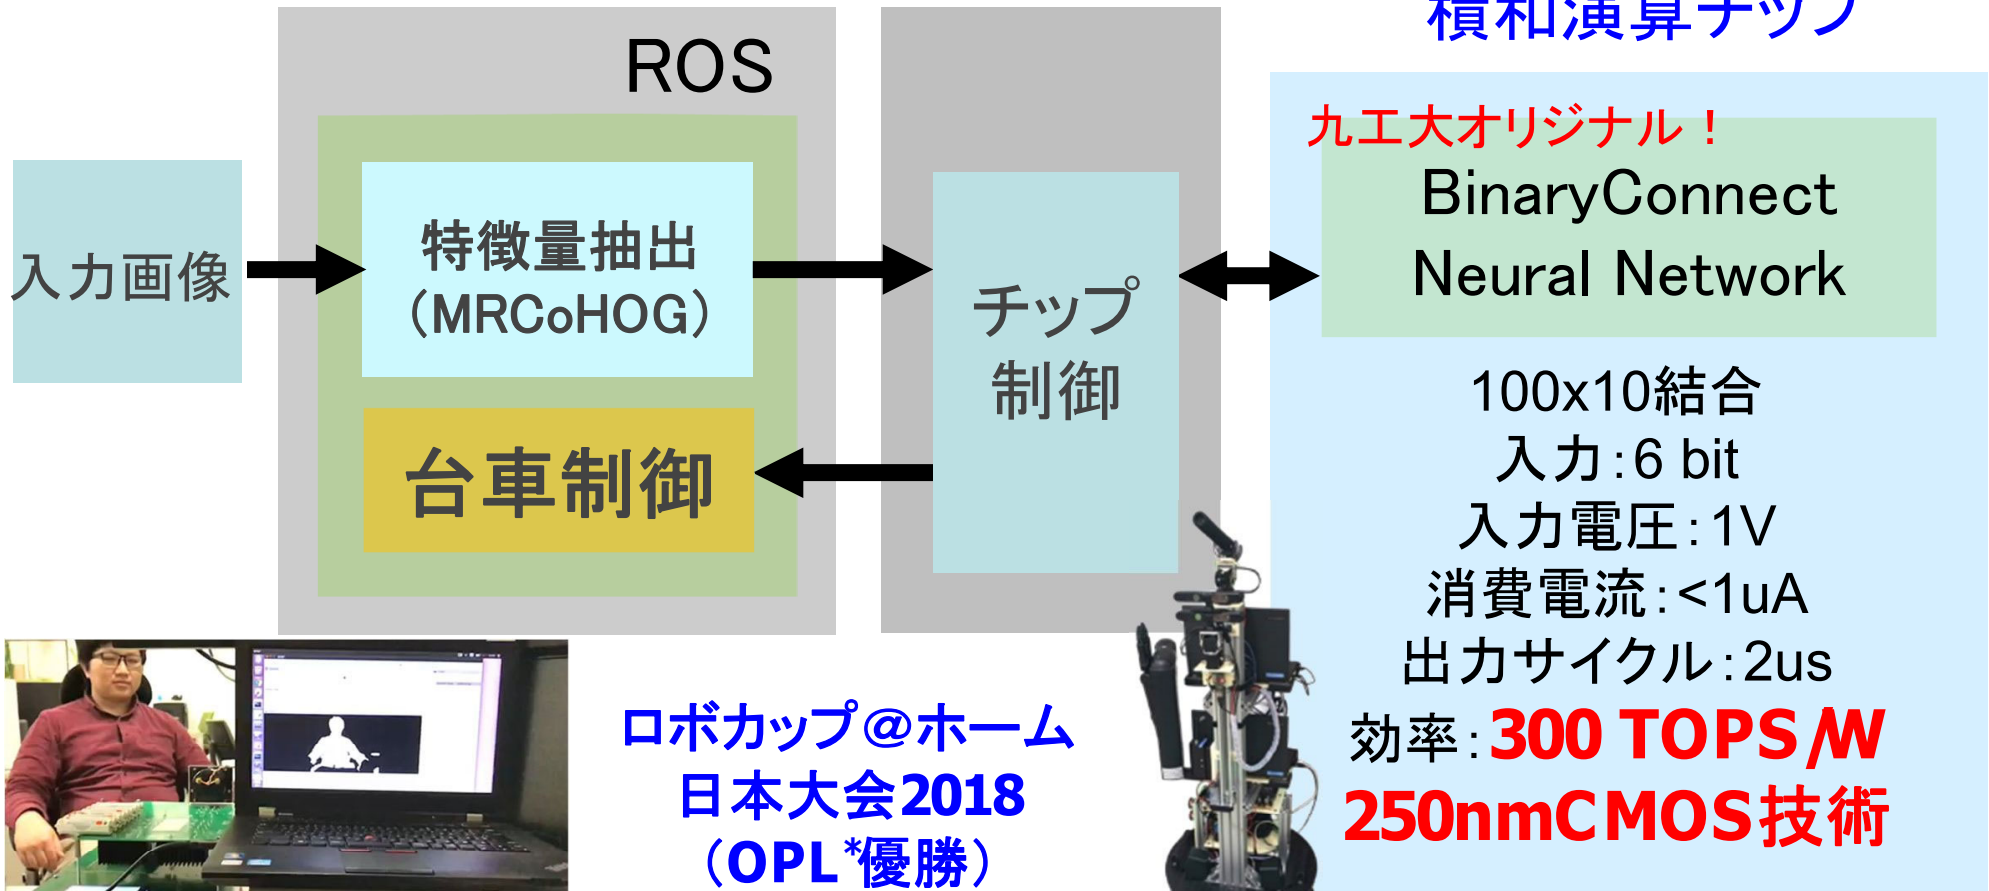 積和演算チップ
ROS
九工大オリジナル！
BinaryConnect
Neural Network
入力画像
特徴量抽出
（MRCoHOG）
チップ
制御
台車制御
100x10結合
入力：6 bit
入力電圧：1V
消費電流：<1uA
出力サイクル：2us
効率：300 TOPS/W
250nmCMOS技術
ロボカップ＠ホーム
日本大会2018
（OPL*優勝）